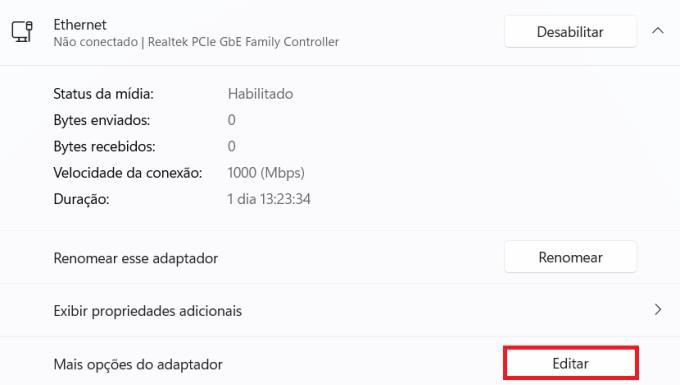 Ethernet
Desabilitar
Não conectado | Realtek PCIe GbE Family Controller
Status da mídia: Habilitado
Bytes enviados: 0
Bytes recebidos: 0
Velocidade da conexão: 1000 (Mbps)
Duração: 1 dia 13:23:34
Renomear esse adaptador Renomear
Exibir propriedades adicionais
Mais opções do adaptador Editar